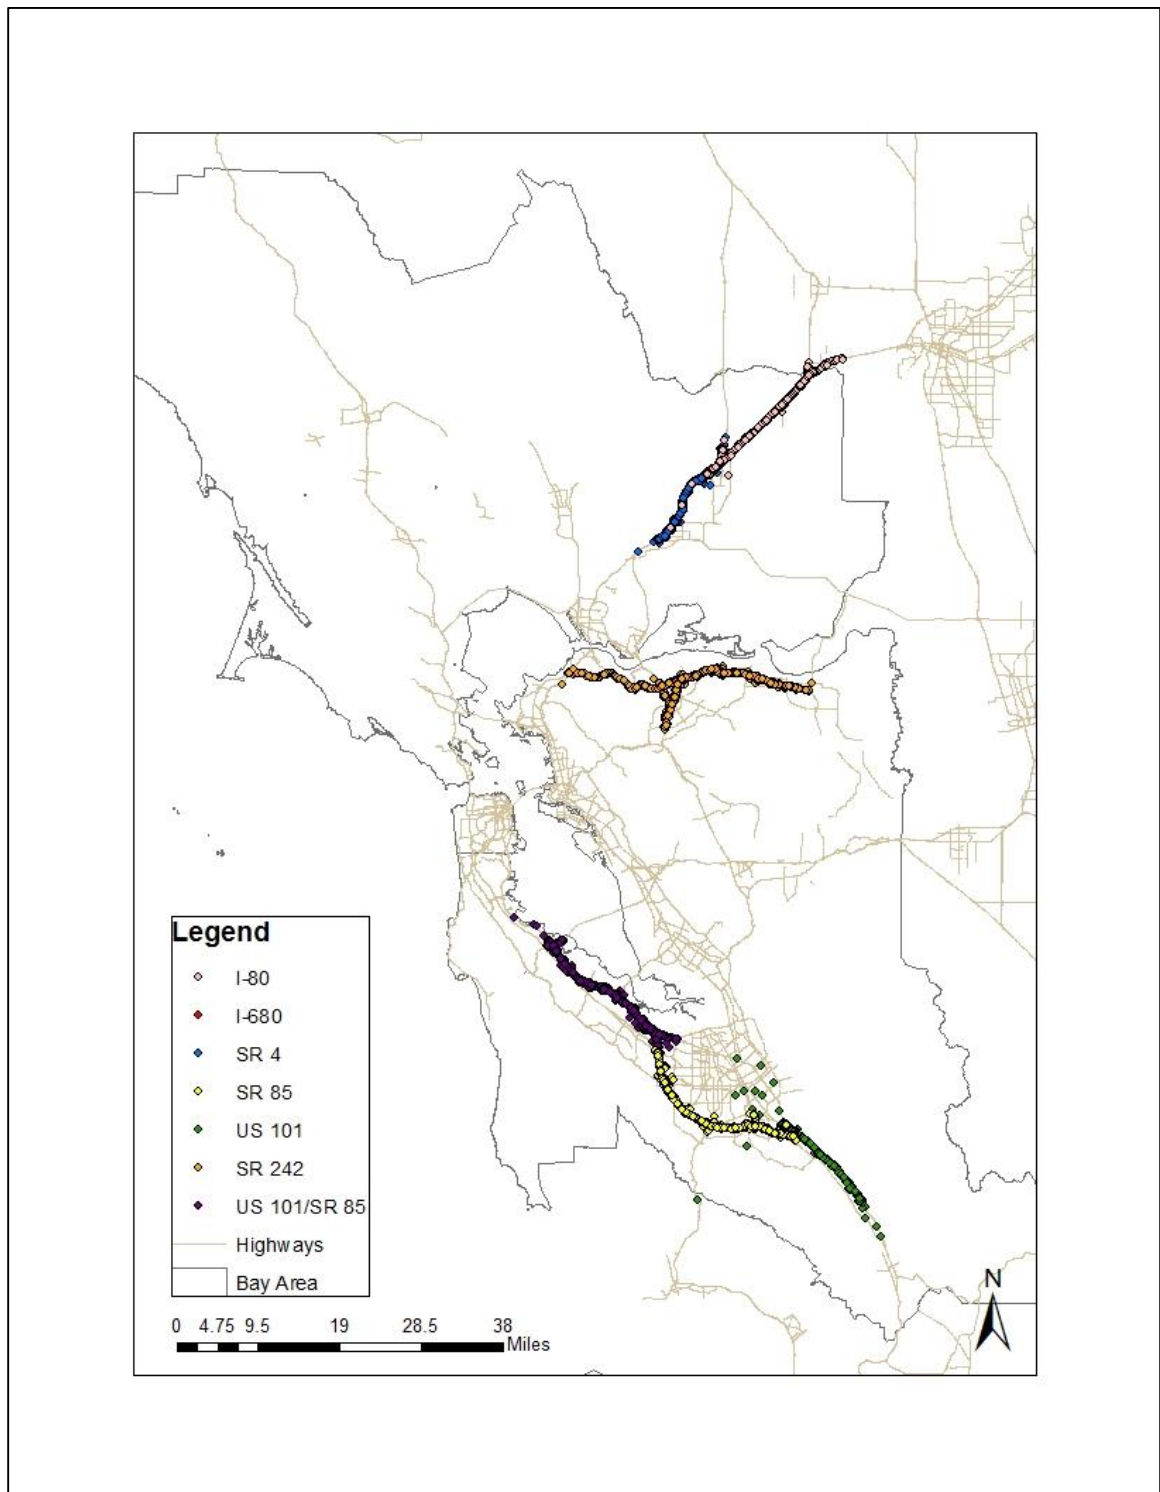 Legend
I-80
I-680
SR 4
SR 85
US 101
SR 242
US 101/SR 85
Highways
Bay Area
N
0 4.75 9.5 19 28.5 38
Miles